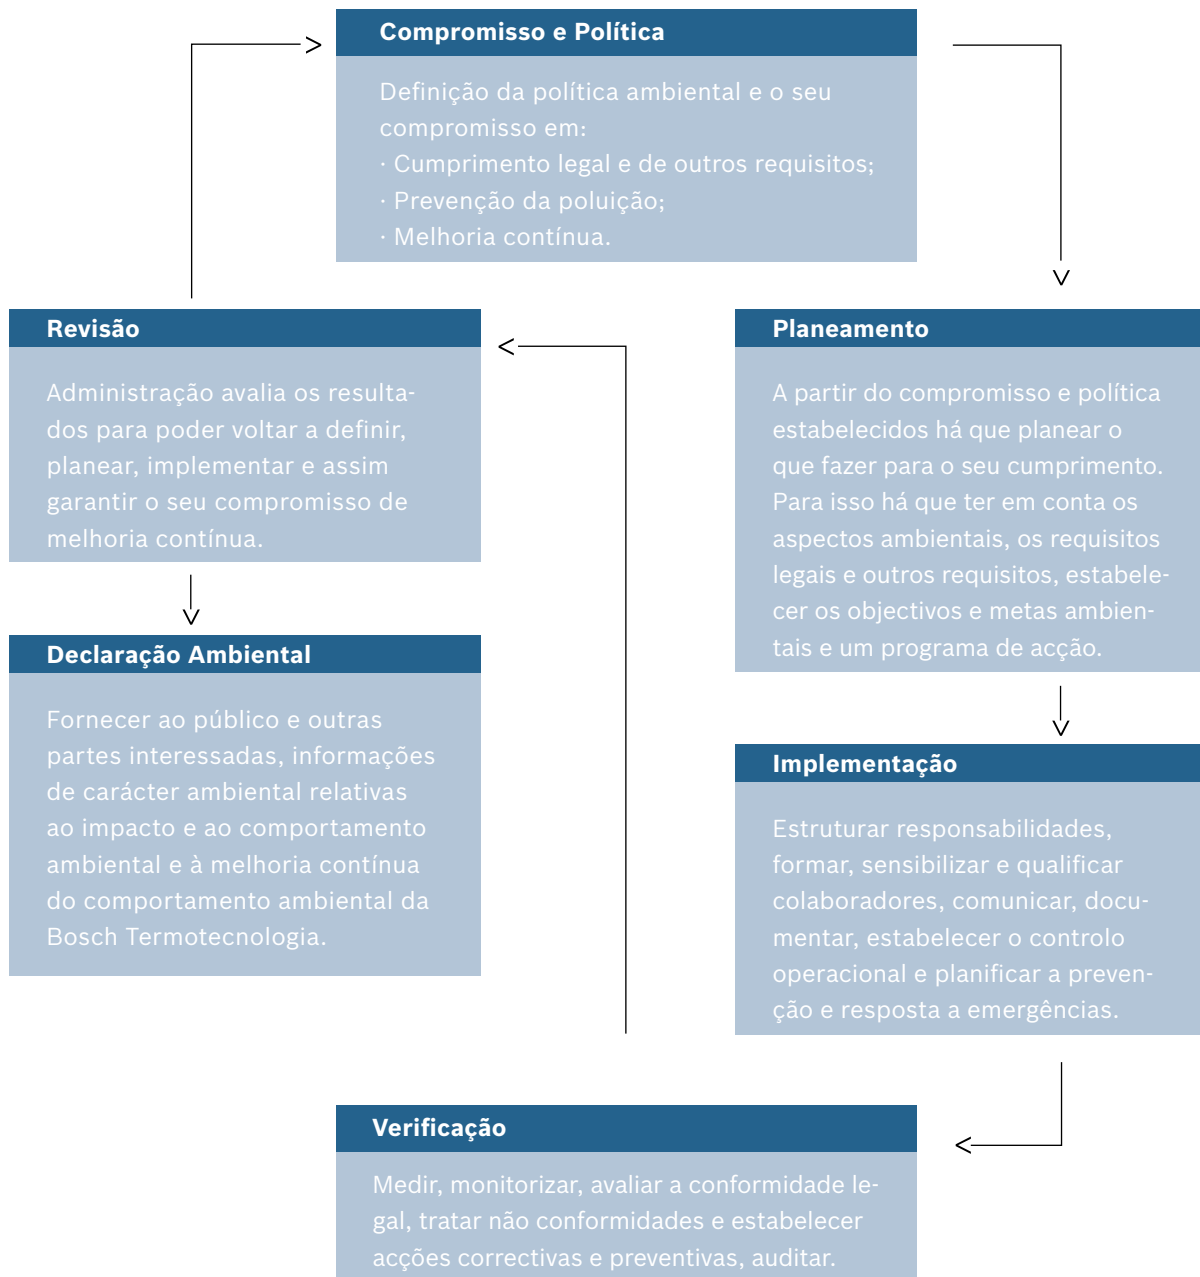 Compromisso e Política
Definição da política ambiental e o seu
compromisso em:
· Cumprimento legal e de outros requisitos;
· Prevenção da poluição;
· Melhoria contínua.
Planeamento
A partir do compromisso e política
estabelecidos há que planear o
que fazer para o seu cumprimento.
Para isso há que ter em conta os
aspectos ambientais, os requisitos
legais e outros requisitos, estabele-
cer os objectivos e metas ambien-
tais e um programa de acção.
Implementação
Estruturar responsabilidades,
formar, sensibilizar e qualificar
colaboradores, comunicar, docu-
mentar, estabelecer o controlo
operacional e planificar a preven-
ção e resposta a emergências.
Verificação
Medir, monitorizar, avaliar a conformidade le-
gal, tratar não conformidades e estabelecer
acções correctivas e preventivas, auditar.
Revisão
Administração avalia os resulta-
dos para poder voltar a definir,
planear, implementar e assim
garantir o seu compromisso de
melhoria contínua.
Declaração Ambiental
Fornecer ao público e outras
partes interessadas, informações
de carácter ambiental relativas
ao impacto e ao comportamento
ambiental e à melhoria contínua
do comportamento ambiental da
Bosch Termotecnologia.